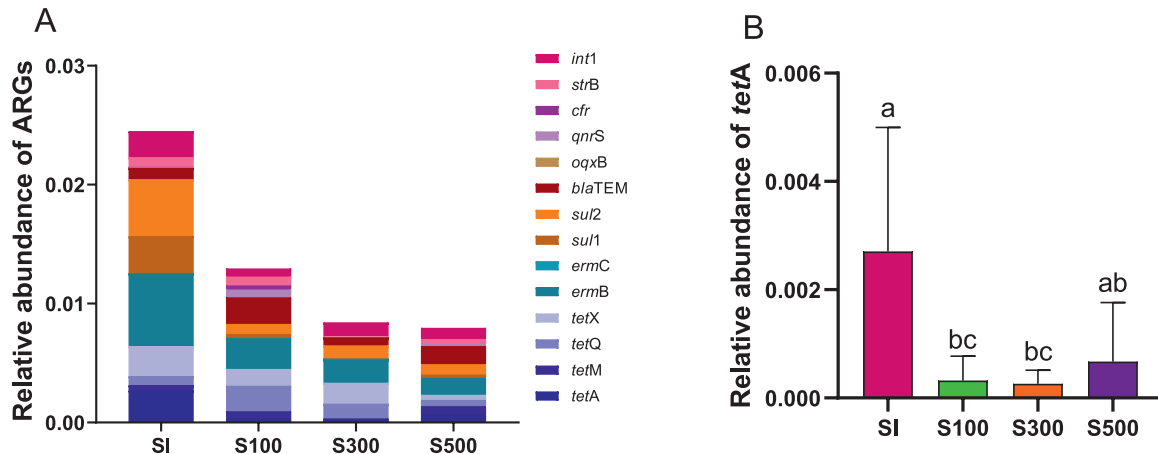 A
Relative abundance of ARGs
0.03
0.02
0.01
0.00
SI
S100
S300
S500
int1
strB
cfr
qnrS
oqxB
blaTEM
sul2
sul1
ermC
ermB
tetX
tetQ
tetM
tetA
B
Relative abundance of tetA
0.006
0.004
0.002
0.000
a
bc
bc
ab
SI
S100
S300
S500